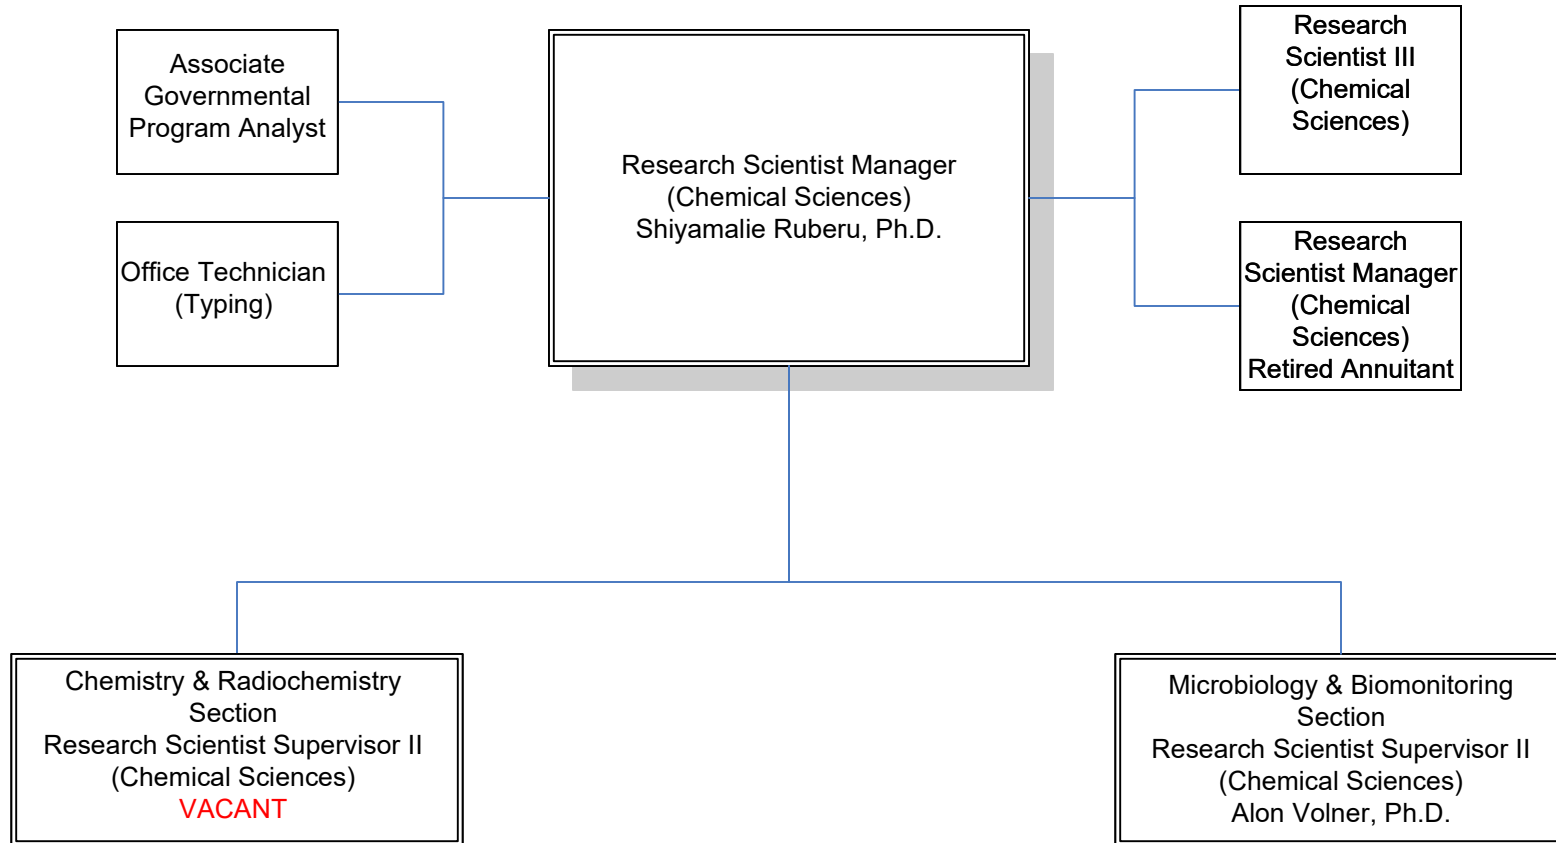 Associate
Governmental
Program Analyst
Office Technician
(Typing)
Research Scientist Manager
(Chemical Sciences)
Shiyamalie Ruberu, Ph.D.
Research
Scientist III
(Chemical
Sciences)
Research
Scientist Manager
(Chemical
Sciences)
Retired Annuitant
Chemistry & Radiochemistry
Section
Research Scientist Supervisor II
(Chemical Sciences)
VACANT
Microbiology & Biomonitoring
Section
Research Scientist Supervisor II
(Chemical Sciences)
Alon Volner, Ph.D.